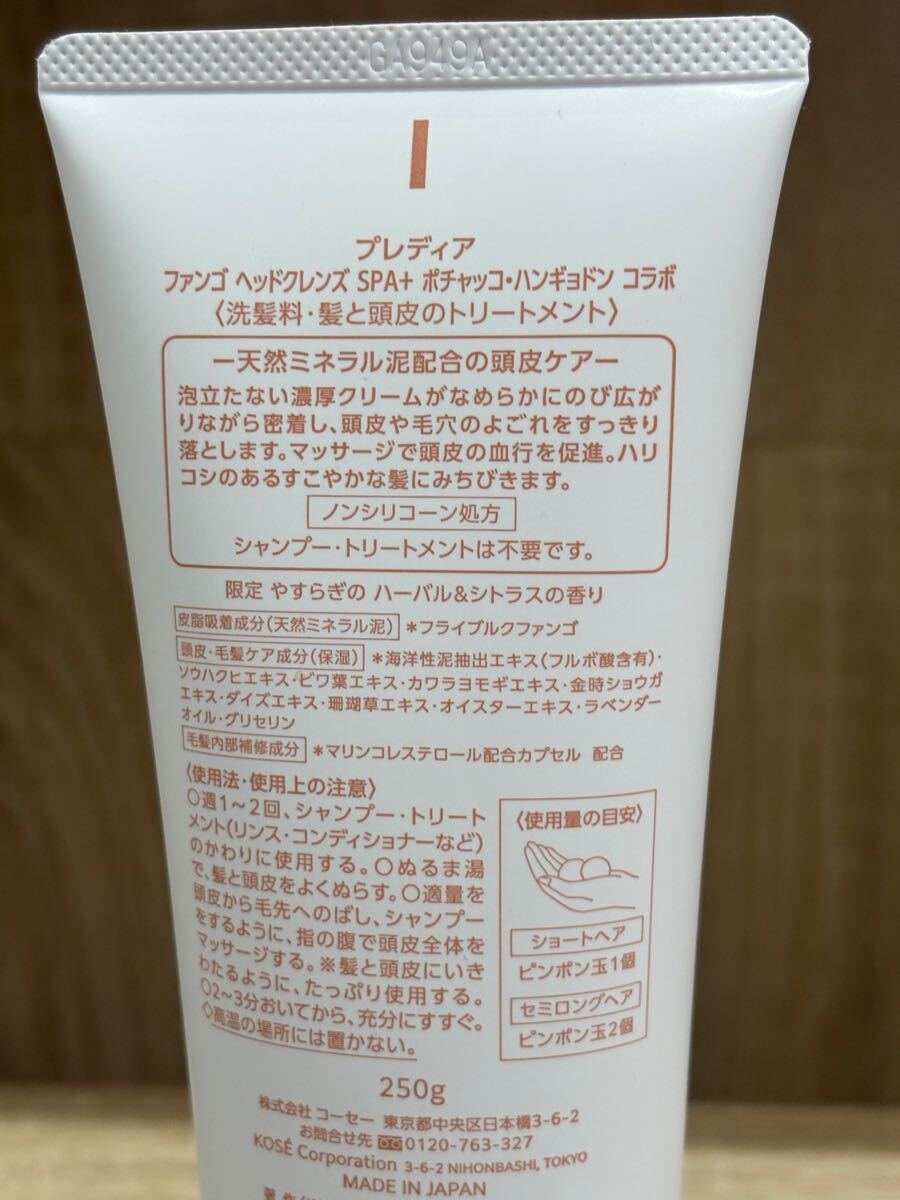 GA949A
プレディア
ファンゴ ヘッドクレンズ SPA+ ポチャッコ・ハンギョドン コラボ
〈洗髪料・髪と頭皮のトリートメント〉
ー天然ミネラル泥配合の頭皮ケアー
泡立たない濃厚クリームがなめらかにのび広が
りながら密着し、頭皮や毛穴のよごれをすっきり
落とします。マッサージで頭皮の血行を促進。ハリ
コシのあるすこやかな髪にみちびきます。
ノンシリコーン処方
シャンプー・トリートメントは不要です。
限定 やすらぎの ハーバル&シトラスの香り
皮脂吸着成分(天然ミネラル泥) *フライブルクファンゴ
頭皮・毛髪ケア成分(保湿) *海洋性泥抽出エキス(フルボ酸含有)・
ソウハクヒエキス・ビワ葉エキス・カワラヨモギエキス・金時ショウガ
エキス・ダイズエキス・珊瑚草エキス・オイスターエキス・ラベンダー
オイル・グリセリン
毛髪内部補修成分 *マリンコレステロール配合カプセル 配合
〈使用法・使用上の注意〉
○週1～2回、シャンプー・トリート
メント(リンス・コンディショナーなど)
のかわりに使用する。○ぬるま湯
で、髪と頭皮をよくぬらす。○適量を
頭皮から毛先へのばし、シャンプー
をするように、指の腹で頭皮全体を
マッサージする。※髪と頭皮にいき
わたるように、たっぷり使用する。
○2～3分おいてから、充分にすすぐ。
◇高温の場所には置かない。
〈使用量の目安〉
ショートヘア
ピンポン玉1個
セミロングヘア
ピンポン玉2個
250g
株式会社 コーセー 東京都中央区日本橋3-6-2
お問合せ先 0120-763-327
KOSÉ Corporation 3-6-2 NIHONBASHI, TOKYO
MADE IN JAPAN